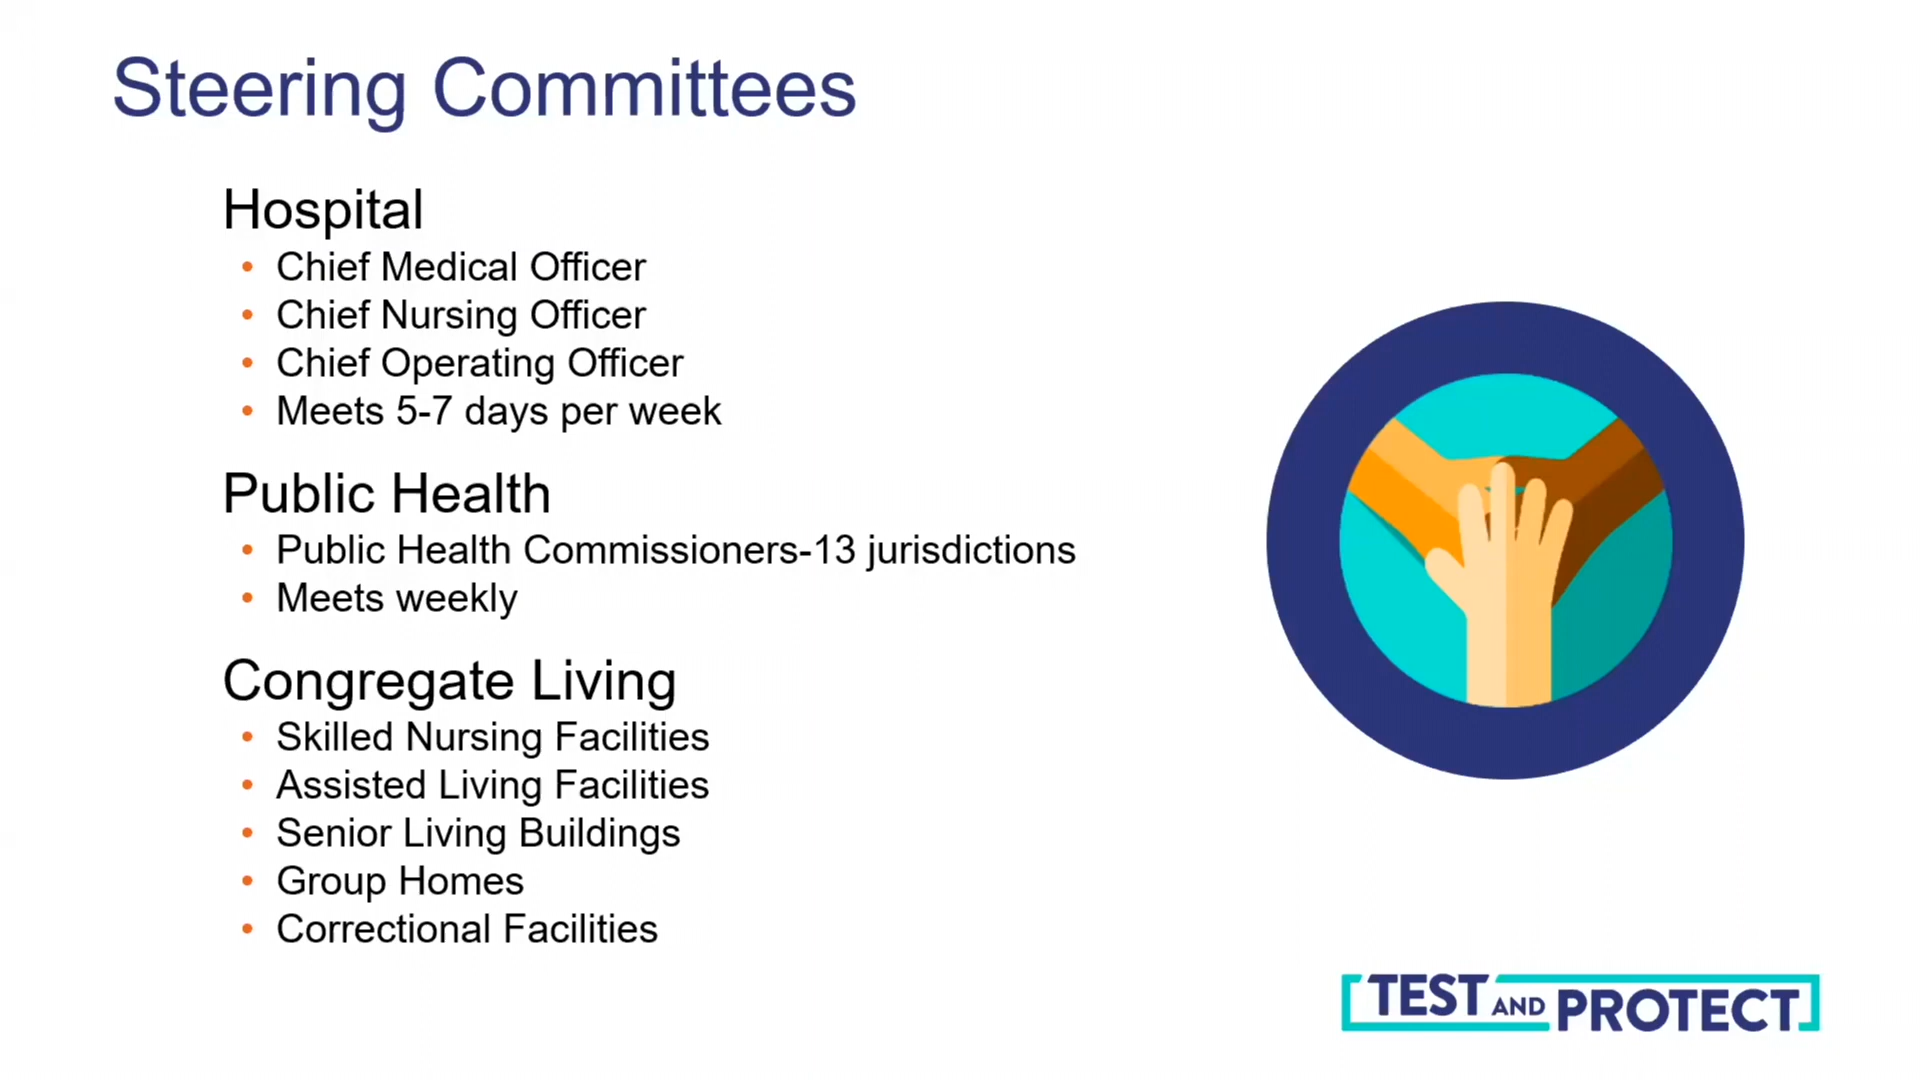 Steering Committees
Hospital
• Chief Medical Officer
• Chief Nursing Officer
• Chief Operating Officer
• Meets 5-7 days per week
Public Health
• Public Health Commissioners-13 jurisdictions
• Meets weekly
Congregate Living
• Skilled Nursing Facilities
• Assisted Living Facilities
• Senior Living Buildings
• Group Homes
• Correctional Facilities
TEST AND PROTECT